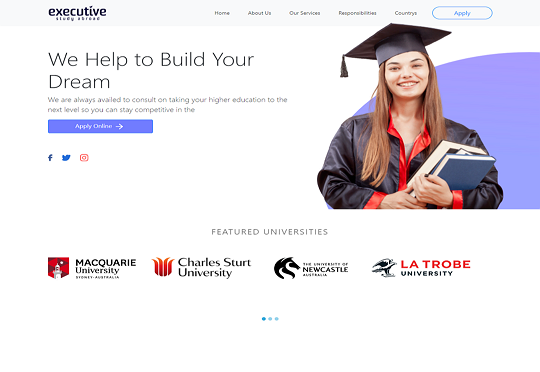 executive
study abroad
Home About Us Our Services Responsibilities Countrys Apply
We Help to Build Your
Dream
We are always availed to consult on taking your higher education to the
next level so you can stay competitive in the
Apply Online
FEATURED UNIVERSITIES
MACQUARIE
University
SYDNEY·AUSTRALIA
Charles Sturt
University
THE UNIVERSITY OF
NEWCASTLE
AUSTRALIA
LA TROBE
UNIVERSITY